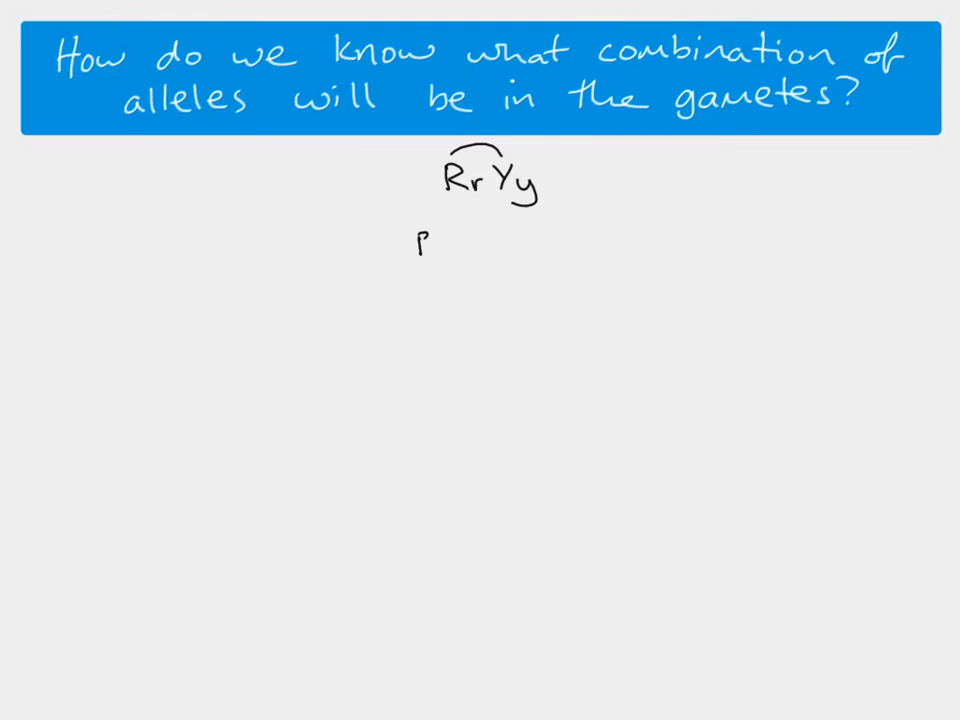 How do we know what combination of
alleles will be in the gametes?
RrYy